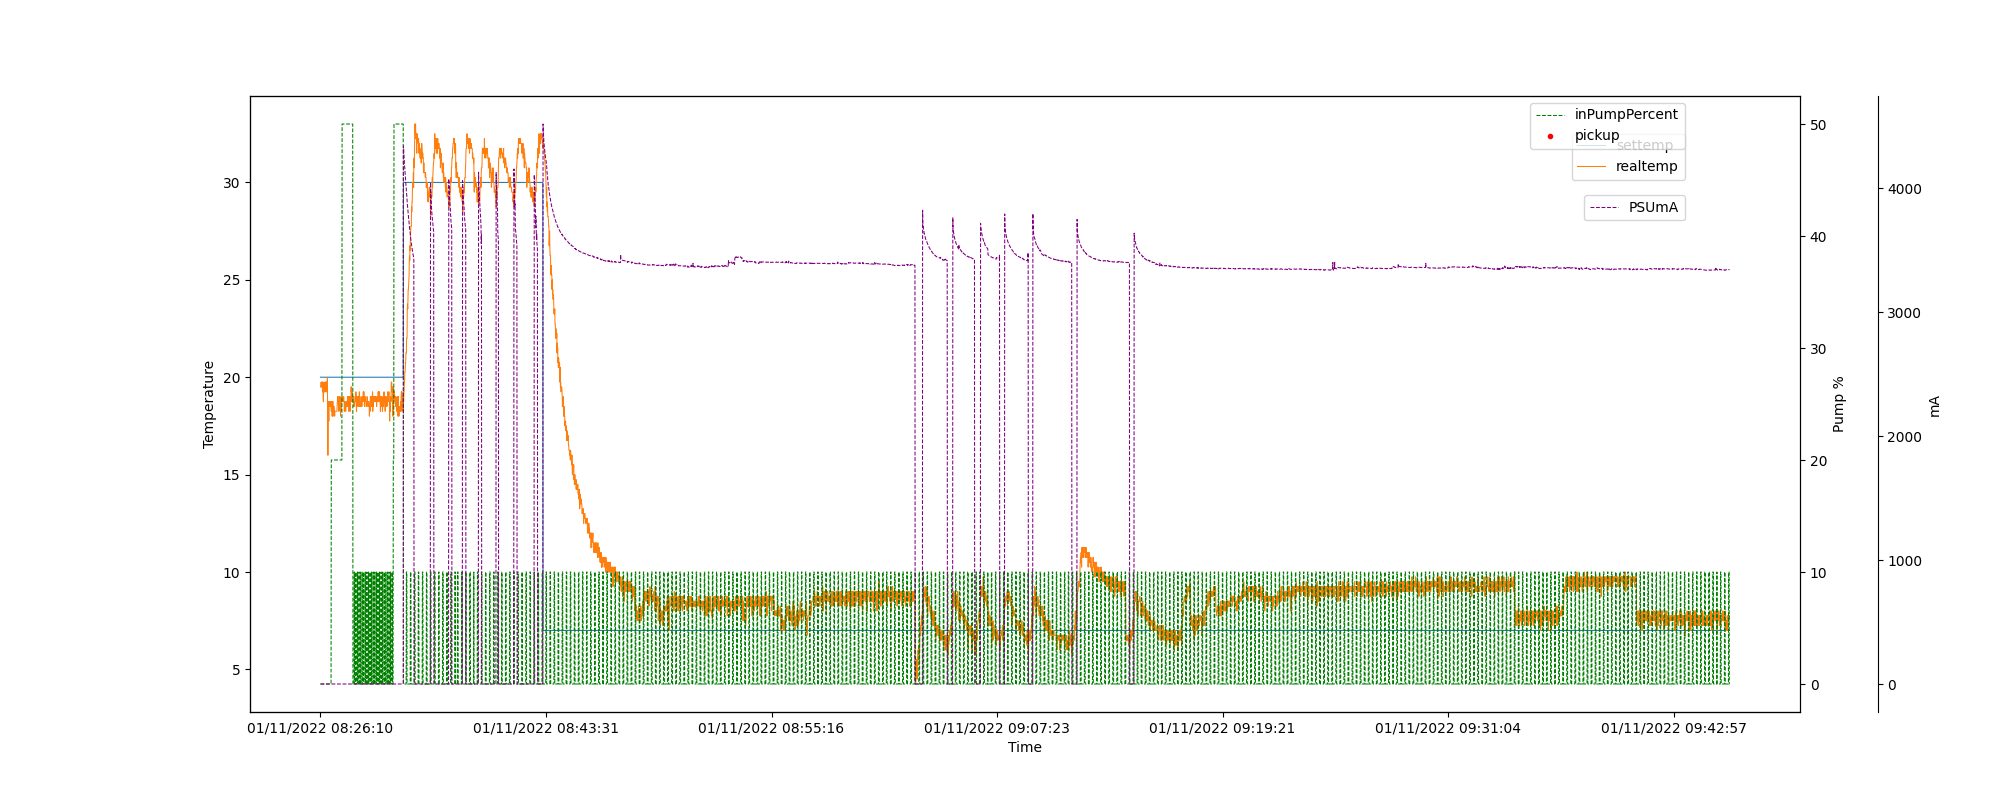 inPumpPercent
pickup
settemp
realtemp
PSUmA
Temperature
30
25
20
15
10
5
50
40
30
20
10
0
Pump %
4000
3000
2000
1000
0
mA
01/11/2022 08:26:10
01/11/2022 08:43:31
01/11/2022 08:55:16
01/11/2022 09:07:23
01/11/2022 09:19:21
01/11/2022 09:31:04
01/11/2022 09:42:57
Time